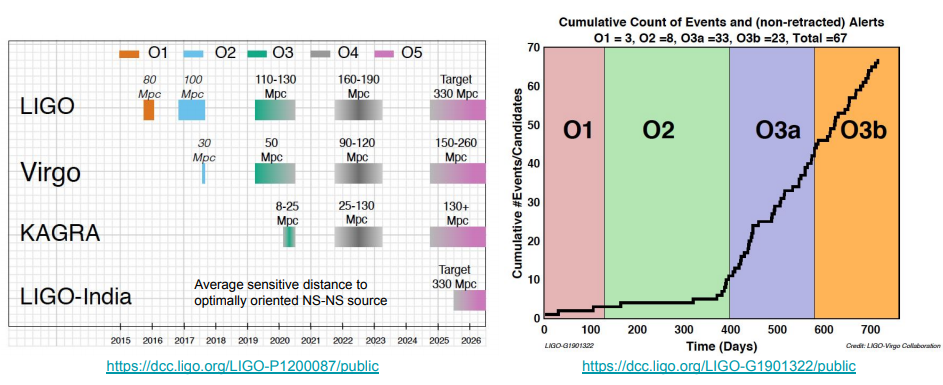 O1 O2 O3 O4 O5
80 Mpc
100 Mpc
110-130 Mpc
160-190 Mpc
Target 330 Mpc
LIGO
30 Mpc
50 Mpc
90-120 Mpc
150-260 Mpc
Virgo
8-25 Mpc
25-130 Mpc
130+ Mpc
KAGRA
Target 330 Mpc
LIGO-India
Average sensitive distance to
optimally oriented NS-NS source
2015 2016 2017 2018 2019 2020 2021 2022 2023 2024 2025 2026
https://dcc.ligo.org/LIGO-P1200087/public
Cumulative Count of Events and (non-retracted) Alerts
O1 = 3, O2 =8, O3a =33, O3b =23, Total =67
Cumulative #Events/Candidates
70
60
50
40
30
20
10
0
O1 O2 O3a O3b
0 100 200 300 400 500 600 700
Time (Days)
LIGO-G1901322
Credit: LIGO-Virgo Collaboration
https://dcc.ligo.org/LIGO-G1901322/public